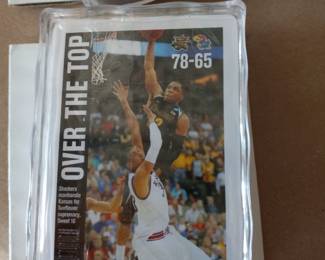 OVER THE TOP
78-65
Shockers
manhandle
Kansas for
Sunflower
supremacy,
Sweet 16